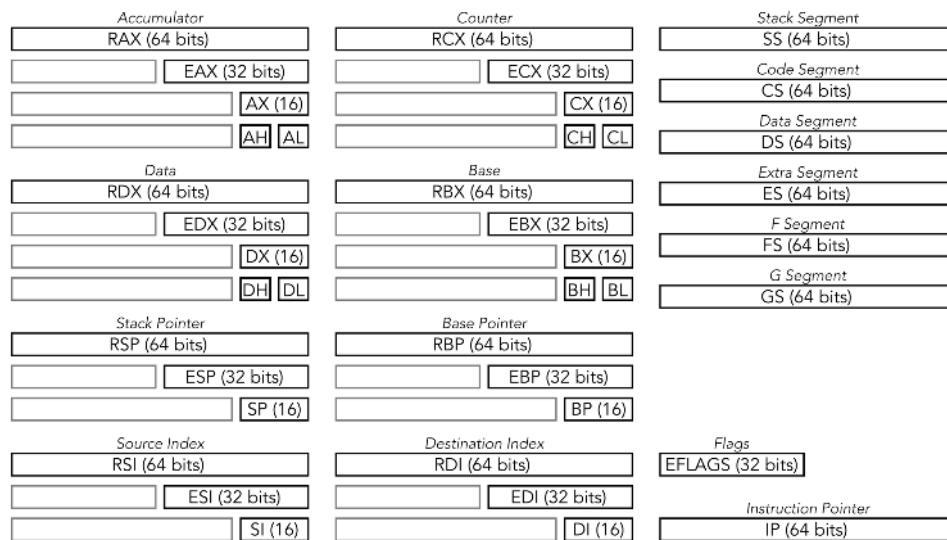 Accumulator
RAX (64 bits)
EAX (32 bits)
AX (16)
AH AL
Counter
RCX (64 bits)
ECX (32 bits)
CX (16)
CH CL
Stack Segment
SS (64 bits)
Code Segment
CS (64 bits)
Data Segment
DS (64 bits)
Extra Segment
ES (64 bits)
F Segment
FS (64 bits)
G Segment
GS (64 bits)
Data
RDX (64 bits)
EDX (32 bits)
DX (16)
DH DL
Base
RBX (64 bits)
EBX (32 bits)
BX (16)
BH BL
Stack Pointer
RSP (64 bits)
ESP (32 bits)
SP (16)
Base Pointer
RBP (64 bits)
EBP (32 bits)
BP (16)
Source Index
RSI (64 bits)
ESI (32 bits)
SI (16)
Destination Index
RDI (64 bits)
EDI (32 bits)
DI (16)
Flags
EFLAGS (32 bits)
Instruction Pointer
IP (64 bits)